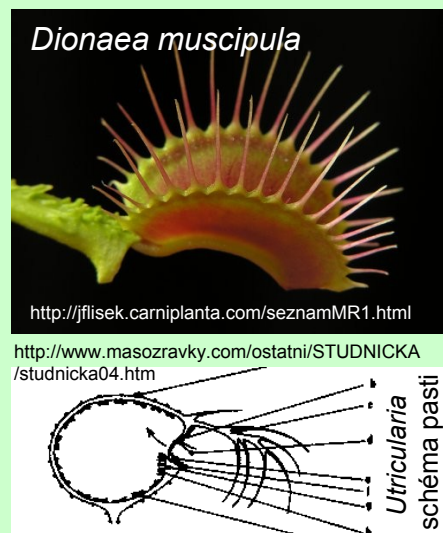 Dionaea muscipula
http://jflisek.carniplanta.com/seznamMR1.html
http://www.masozravky.com/ostatni/STUDNICKA
/studnicka04.htm
Utricularia
schéma pasti